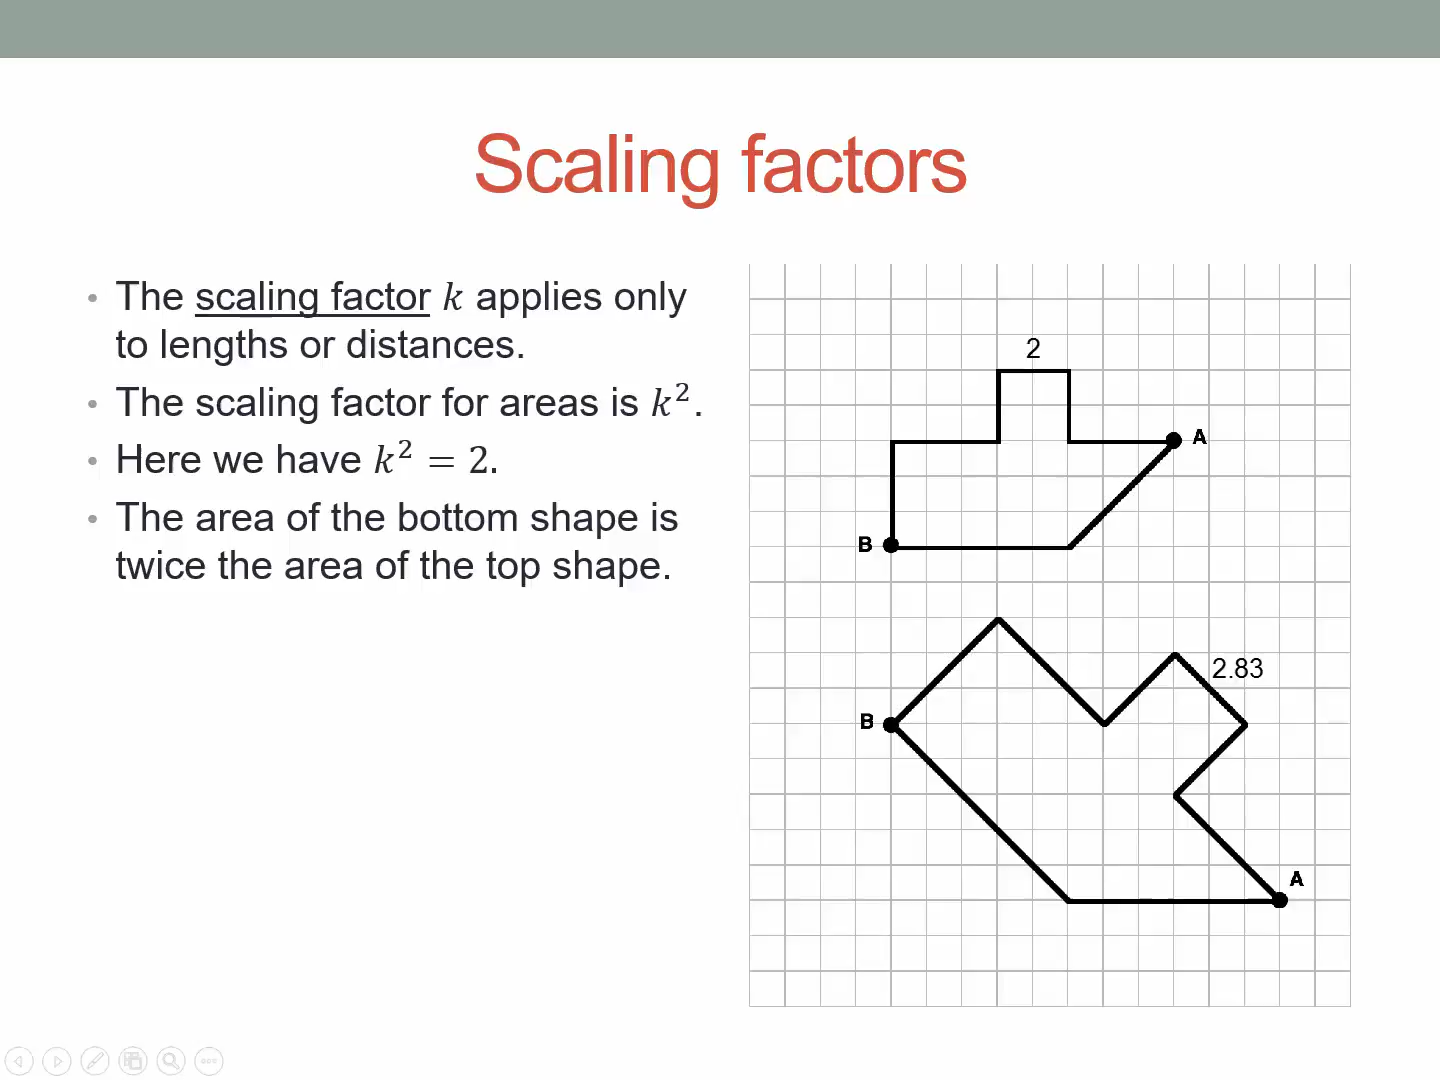 Scaling factors
• The scaling factor 𝑘 applies only
to lengths or distances.
• The scaling factor for areas is 𝑘².
• Here we have 𝑘² = 2.
• The area of the bottom shape is
twice the area of the top shape.
2
A
B
2.83
B
A